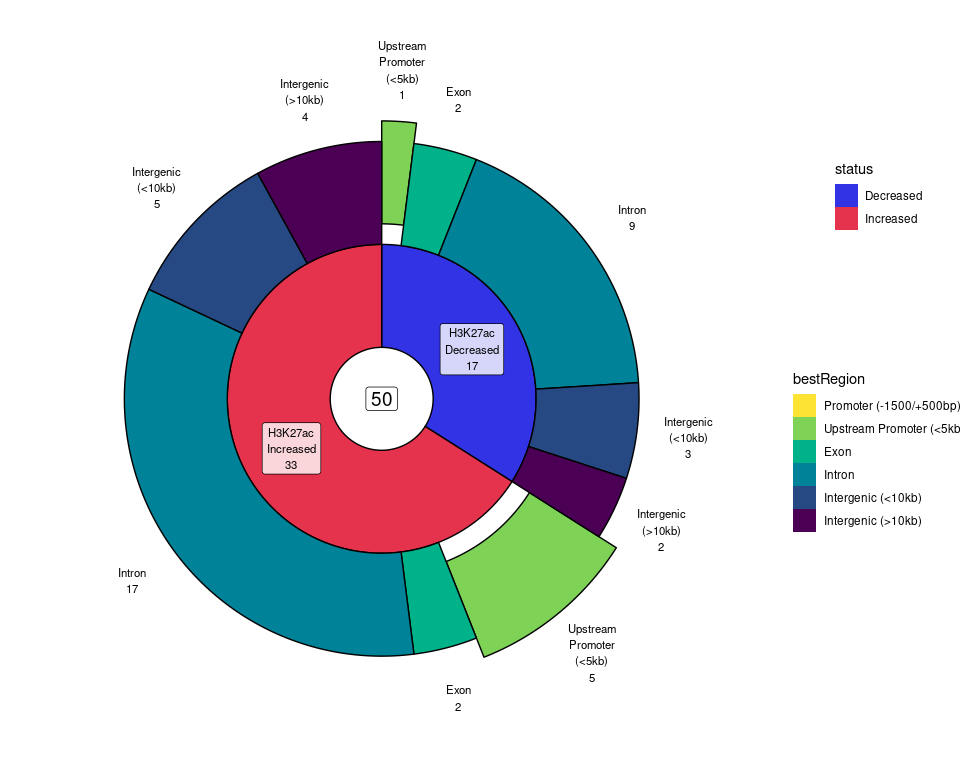 Upstream
Promoter
(<5kb)
1
Exon
2
Intergenic
(>10kb)
4
Intergenic
(<10kb)
5
Intron
9
H3K27ac
Decreased
17
50
H3K27ac
Increased
33
Intergenic
(<10kb)
3
Intergenic
(>10kb)
2
Intron
17
Upstream
Promoter
(<5kb)
5
Exon
2
status
Decreased
Increased
bestRegion
Promoter (-1500/+500bp)
Upstream Promoter (<5kb
Exon
Intron
Intergenic (<10kb)
Intergenic (>10kb)